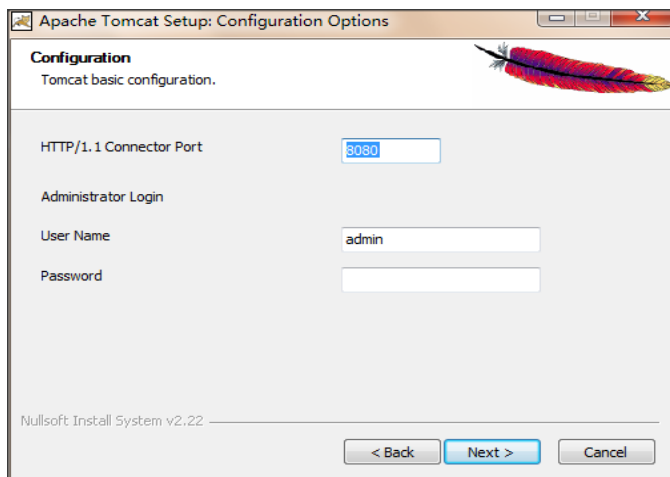 Apache Tomcat Setup: Configuration Options
Configuration
Tomcat basic configuration.
HTTP/1.1 Connector Port
8080
Administrator Login
User Name
admin
Password
Nullsoft Install System v2.22
< Back
Next >
Cancel